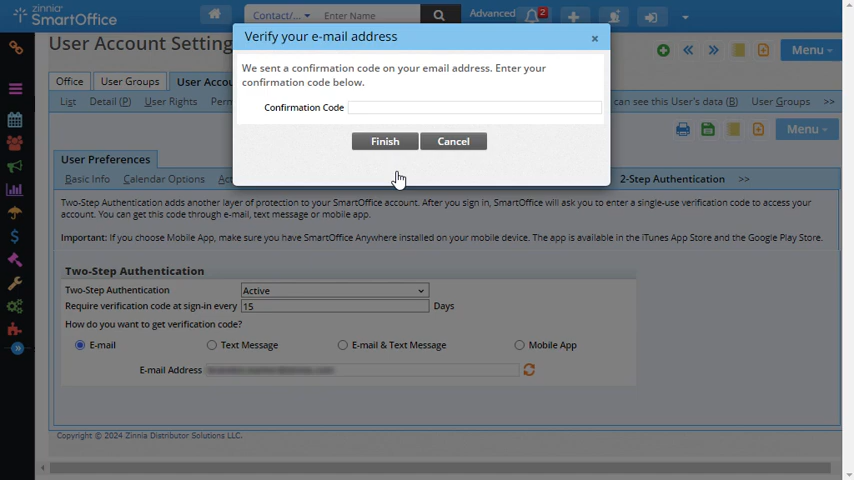 zinnia
SmartOffice
Contact/...
Enter Name
Advanced
2
User Account Setting
Menu
Verify your e-mail address
×
We sent a confirmation code on your email address. Enter your
confirmation code below.
Confirmation Code
Finish
Cancel
Office
User Groups
User Accou
List
Detail (P)
User Rights
Perm
can see this User's data (B)
User Groups
>>
Menu
User Preferences
Basic Info
Calendar Options
2-Step Authentication
>>
Two-Step Authentication adds another layer of protection to your SmartOffice account. After you sign in, SmartOffice will ask you to enter a single-use verification code to access your
account. You can get this code through e-mail, text message or mobile app.
Important: If you choose Mobile App, make sure you have SmartOffice Anywhere installed on your mobile device. The app is available in the iTunes App Store and the Google Play Store.
Two-Step Authentication
Two-Step Authentication
Active
Require verification code at sign-in every
15
Days
How do you want to get verification code?
E-mail
Text Message
E-mail & Text Message
Mobile App
E-mail Address
Copyright © 2024 Zinnia Distributor Solutions LLC.